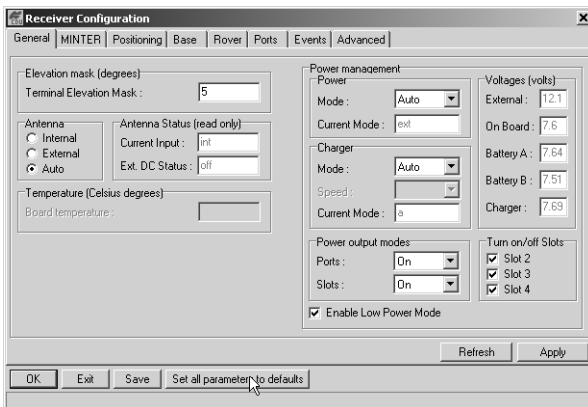 Receiver Configuration
General MINTER Positioning Base Rover Ports Events Advanced
Elevation mask (degrees)
Terminal Elevation Mask : 5
Antenna
Internal
External
Auto
Antenna Status (read only)
Current Input : int
Ext. DC Status : off
Temperature (Celsius degrees)
Board temperature :
Power management
Power
Mode : Auto
Current Mode : ext
Charger
Mode : Auto
Speed :
Current Mode : a
Power output modes
Ports : On
Slots : On
Enable Low Power Mode
Voltages (volts)
External : 12.1
On Board : 7.6
Battery A : 7.64
Battery B : 7.51
Charger : 7.69
Turn on/off Slots
Slot 2
Slot 3
Slot 4
Refresh Apply
OK Exit Save Set all parameters to defaults